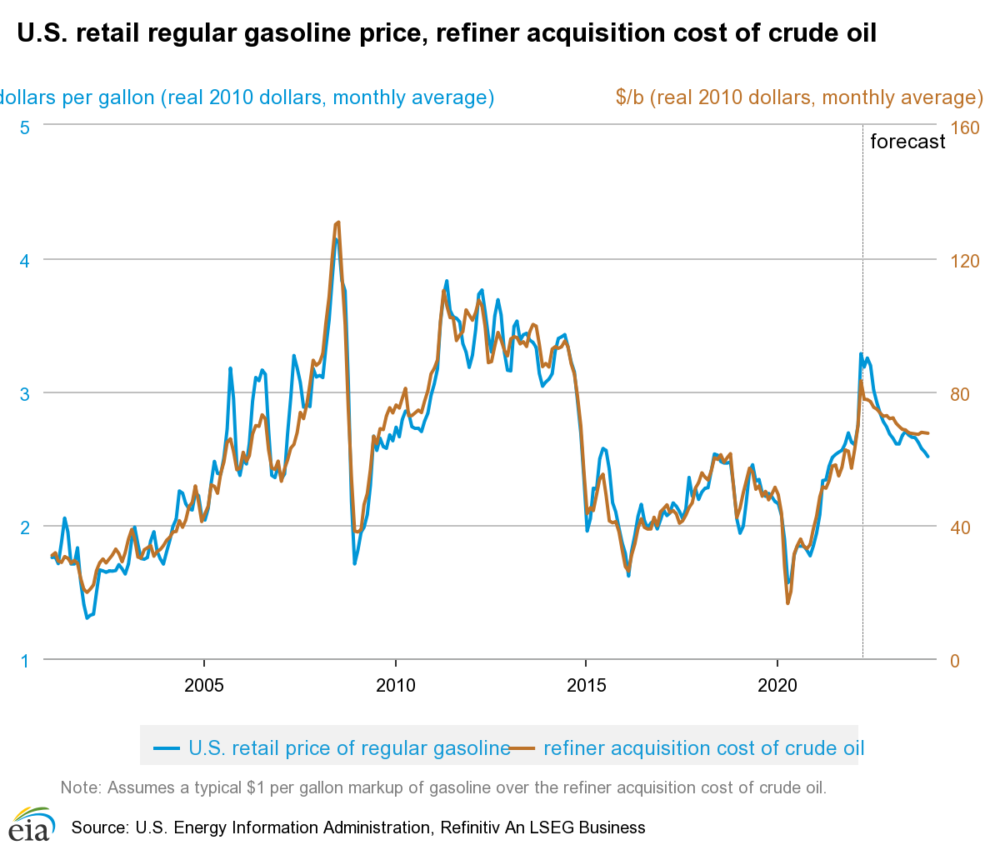 U.S. retail regular gasoline price, refiner acquisition cost of crude oil
dollars per gallon (real 2010 dollars, monthly average)
$/b (real 2010 dollars, monthly average)
5
160
forecast
4
120
3
80
2
40
1
0
2005
2010
2015
2020
U.S. retail price of regular gasoline
refiner acquisition cost of crude oil
Note: Assumes a typical $1 per gallon markup of gasoline over the refiner acquisition cost of crude oil.
eia
Source: U.S. Energy Information Administration, Refinitiv An LSEG Business